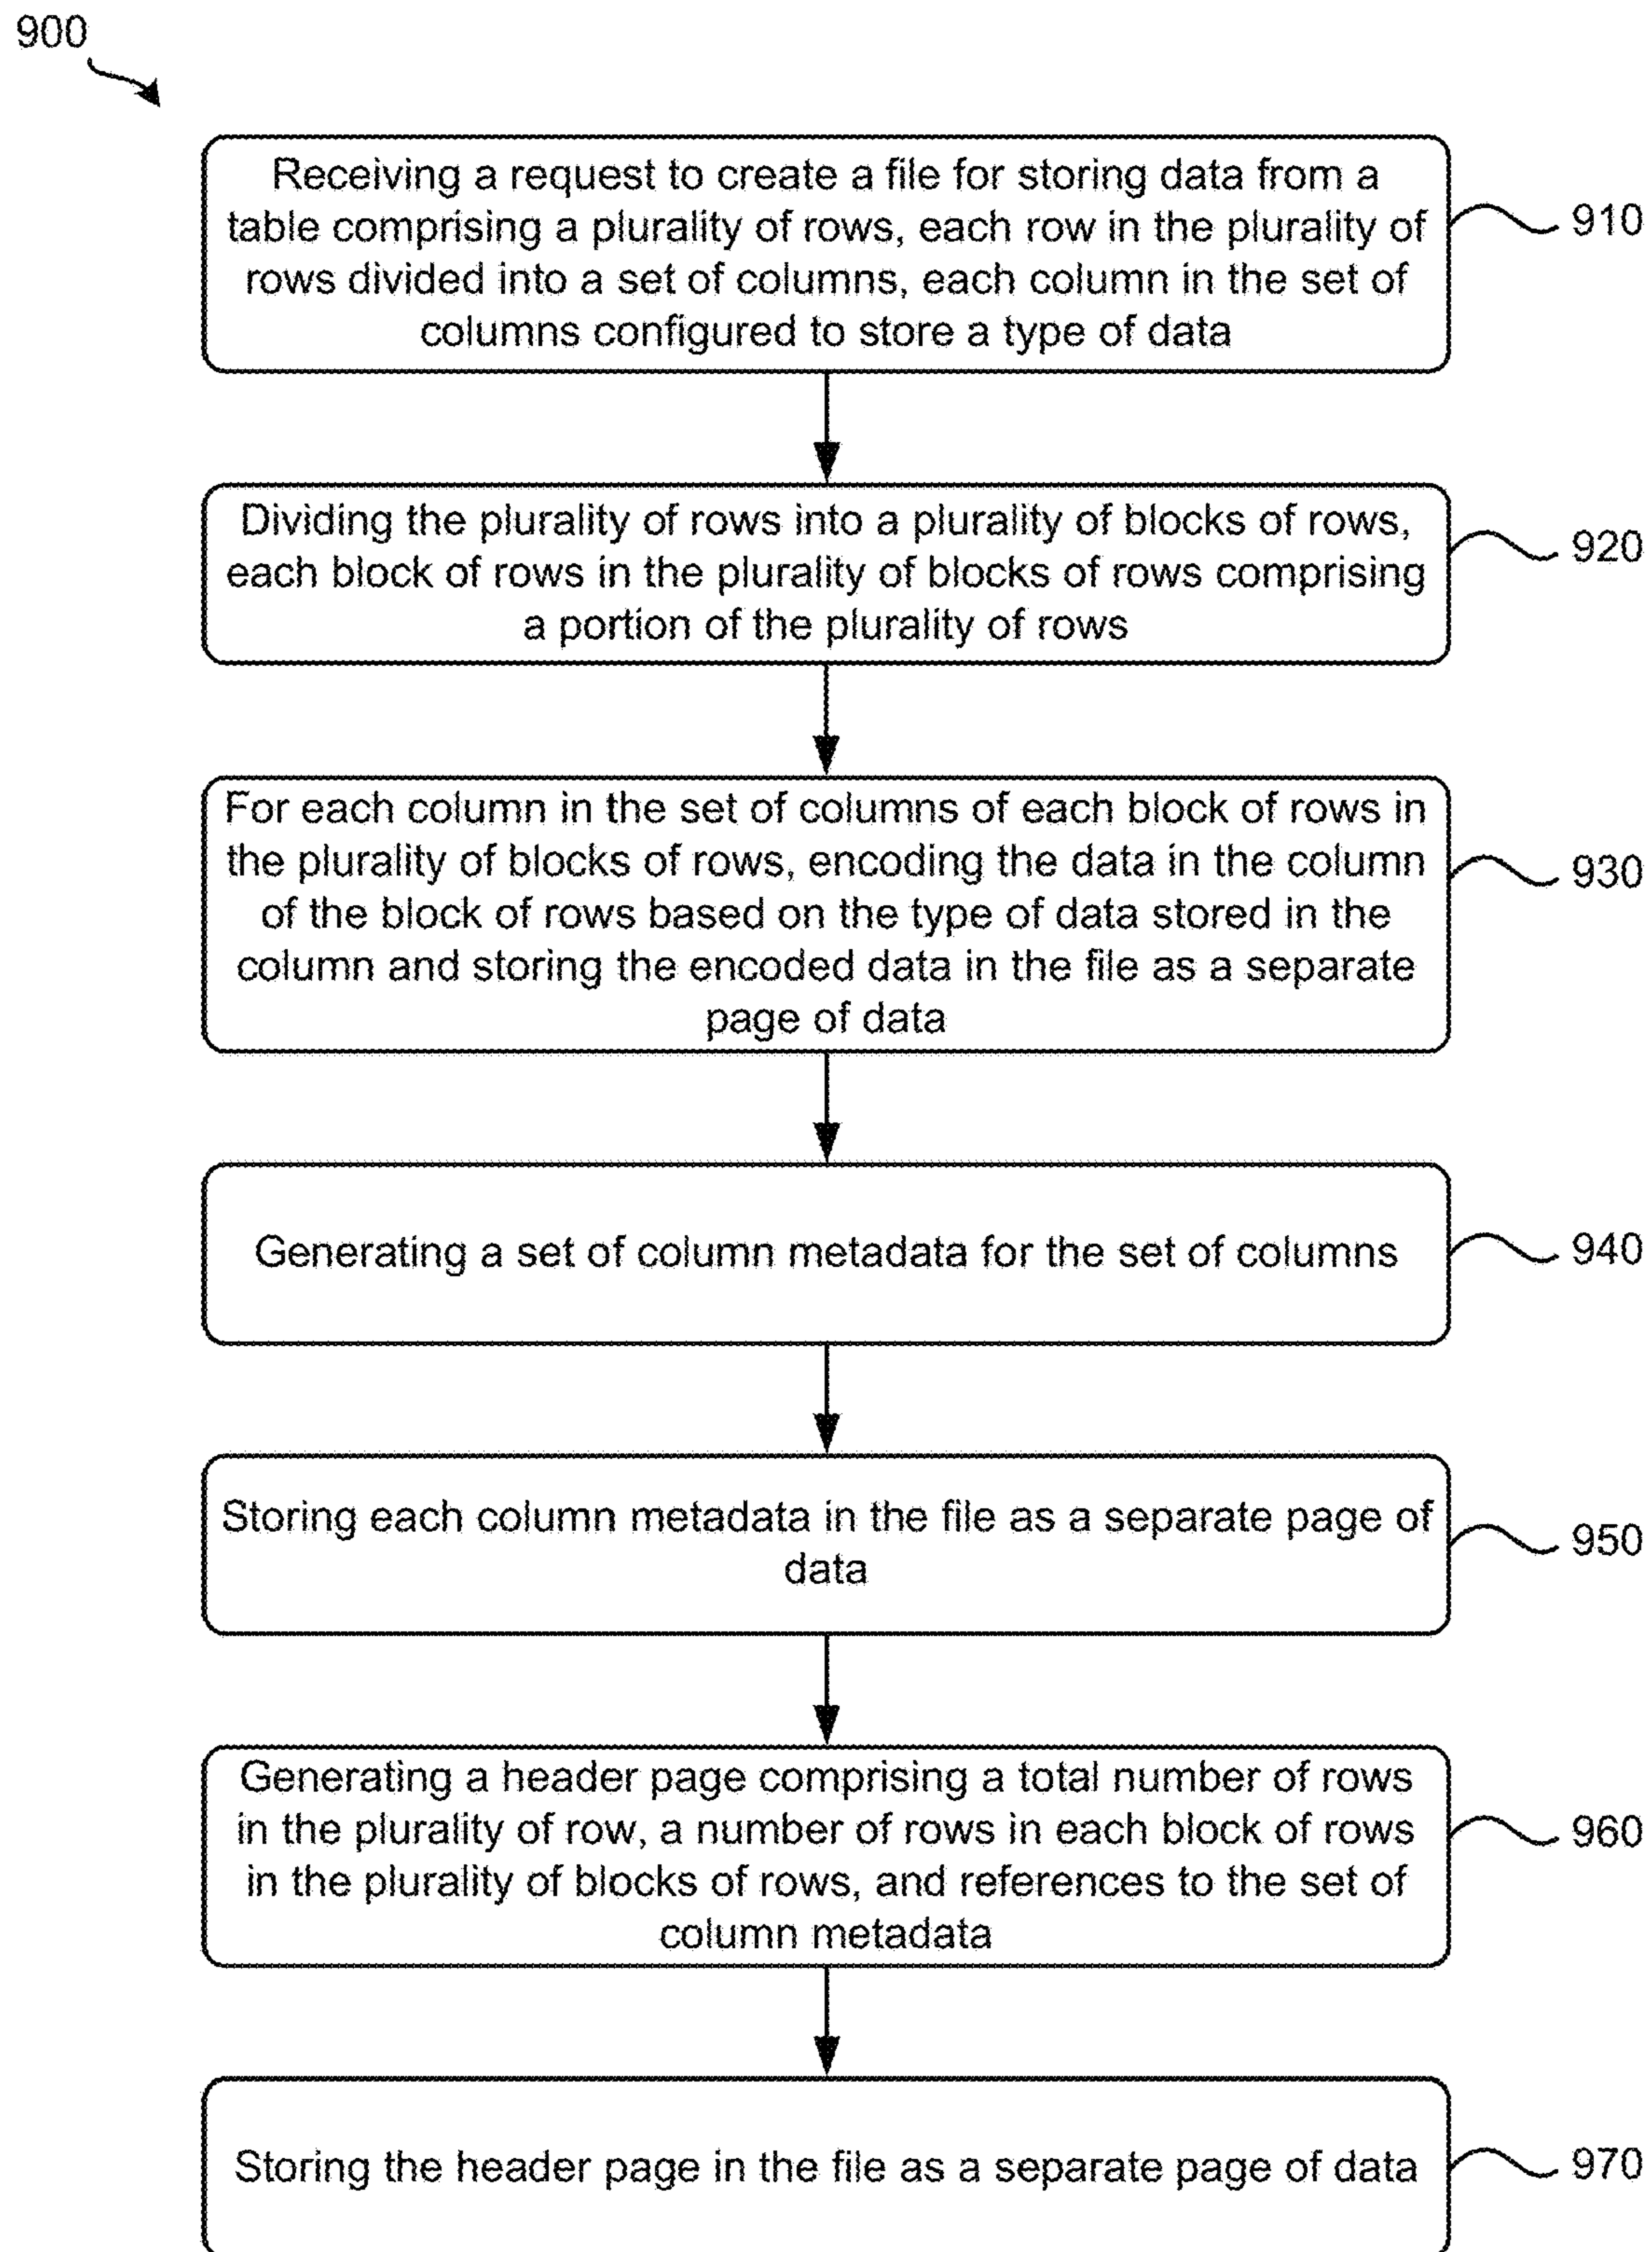 900
Receiving a request to create a file for storing data from a
table comprising a plurality of rows, each row in the plurality of
rows divided into a set of columns, each column in the set of
columns configured to store a type of data
910
Dividing the plurality of rows into a plurality of blocks of rows,
each block of rows in the plurality of blocks of rows comprising
a portion of the plurality of rows
920
For each column in the set of columns of each block of rows in
the plurality of blocks of rows, encoding the data in the column
of the block of rows based on the type of data stored in the
column and storing the encoded data in the file as a separate
page of data
930
Generating a set of column metadata for the set of columns
940
Storing each column metadata in the file as a separate page of
data
950
Generating a header page comprising a total number of rows
in the plurality of row, a number of rows in each block of rows
in the plurality of blocks of rows, and references to the set of
column metadata
960
Storing the header page in the file as a separate page of data
970